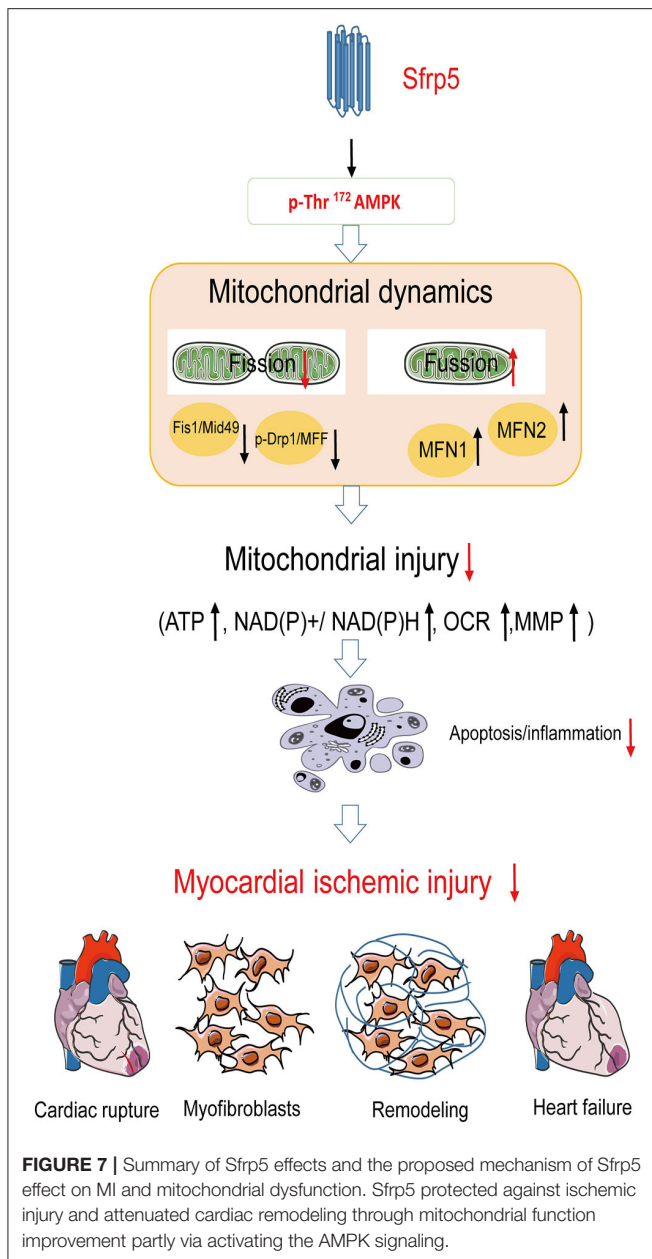 Sfrp5
p-Thr 172 AMPK
Mitochondrial dynamics
Fission
Fussion
Fis1/Mid49
p-Drp1/MFF
MFN1
MFN2
Mitochondrial injury
(ATP , NAD(P)+/ NAD(P)H , OCR ,MMP )
Apoptosis/inflammation
Myocardial ischemic injury
Cardiac rupture
Myofibroblasts
Remodeling
Heart failure
FIGURE 7 | Summary of Sfrp5 effects and the proposed mechanism of Sfrp5
effect on MI and mitochondrial dysfunction. Sfrp5 protected against ischemic
injury and attenuated cardiac remodeling through mitochondrial function
improvement partly via activating the AMPK signaling.